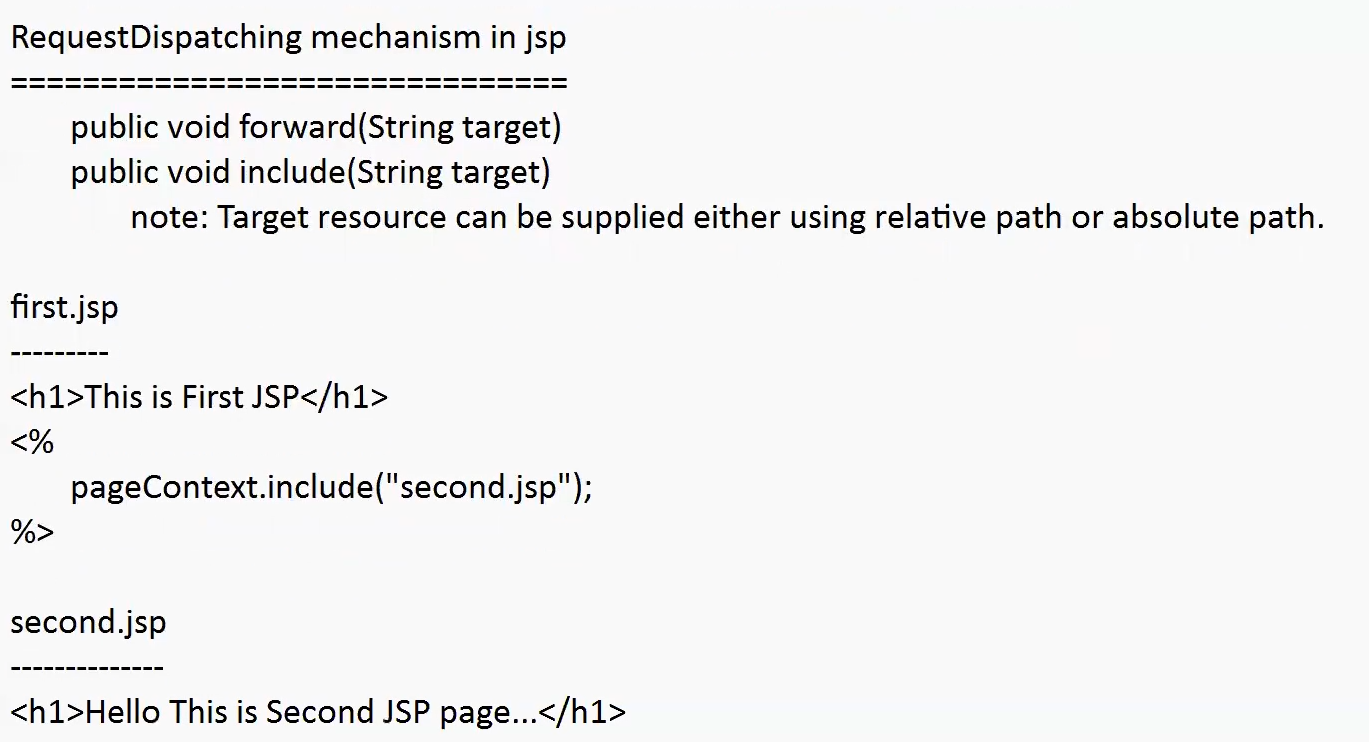 RequestDispatching mechanism in jsp
===============================
public void forward(String target)
public void include(String target)
note: Target resource can be supplied either using relative path or absolute path.
first.jsp
---------
<h1>This is First JSP</h1>
<%
pageContext.include("second.jsp");
%>
second.jsp
--------------
<h1>Hello This is Second JSP page...</h1>